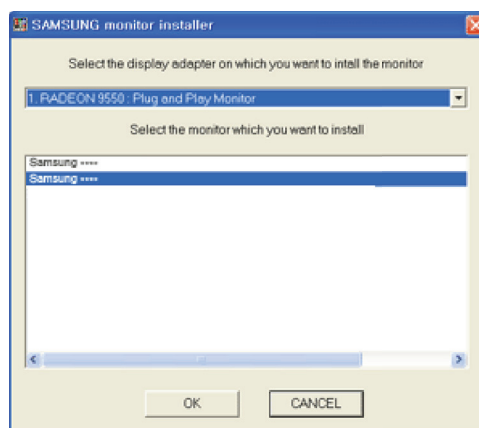 SAMSUNG monitor installer
Select the display adapter on which you want to intall the monitor
1. RADEON 9550 : Plug and Play Monitor
Select the monitor which you want to install
Samsung ----
Samsung ----
OK CANCEL